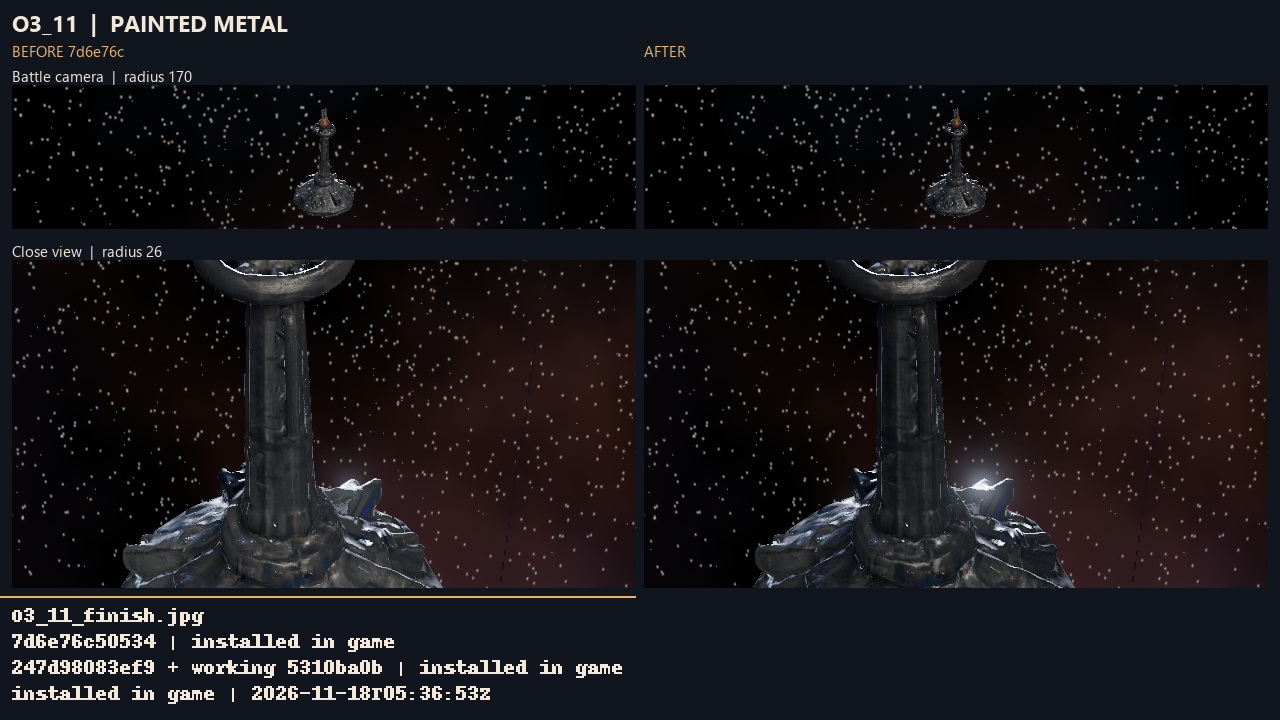 O3_11 | PAINTED METAL
BEFORE 7d6e76c
AFTER
Battle camera | radius 170
Close view | radius 26
o3_11_finish.jpg
7d6e76c50534 | installed in game
247d98083ef9 + working 5310ba0b | installed in game
installed in game | 2026-11-18T05:36:53Z